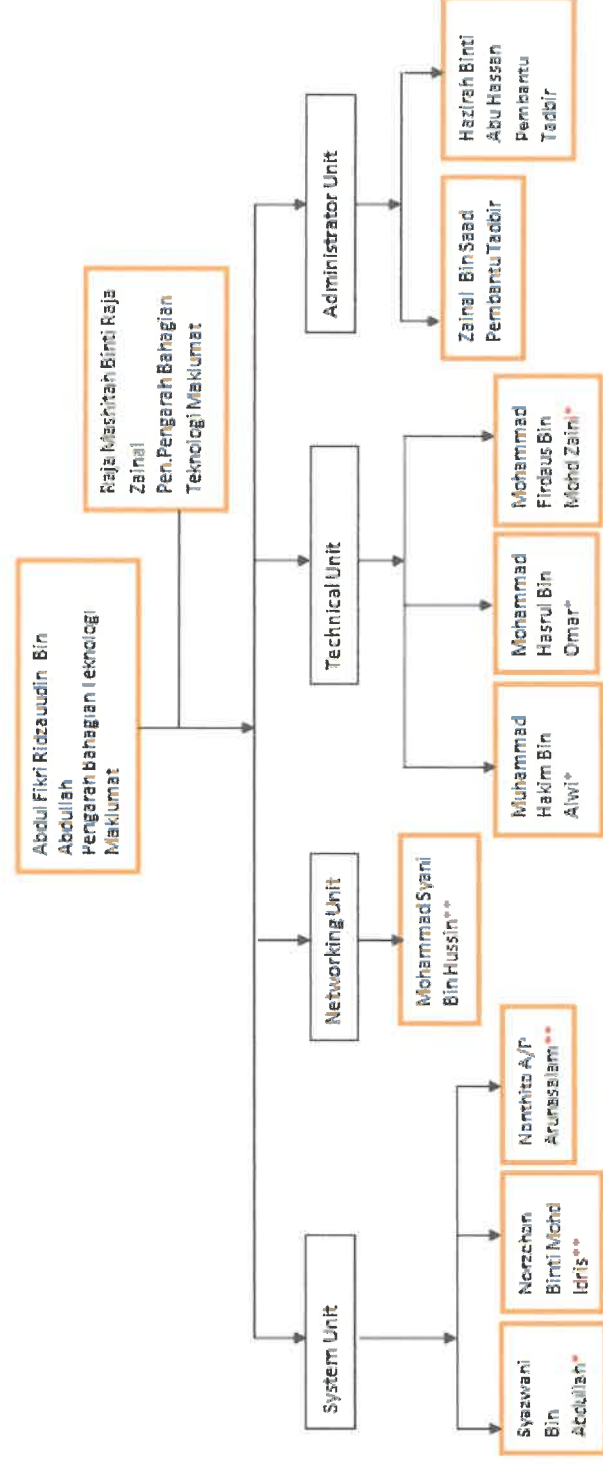 Abdul Fikri Ridzauudin Bin
Abdullah
Pengarah Bahagian Teknologi
Maklumat
Raja Mashitah Binti Raja
Zainal
Pen.Pengarah Bahagian
Teknologi Maklumat
System Unit
Networking Unit
Technical Unit
Administrator Unit
Syazwani
Bin
Abdullah*
Binti Mohd
Idris**
A/P
Arunasalam**
Mohammad Syani
Bin Hussin**
Muhammad
Hakim Bin
Alwi*
Mohammad
Hasrul Bin
Omar*
Mohammad
Firdaus Bin
Mohd Zaini*
Zainal Bin Saad
Pembantu Tadbir
Hazirah Binti
Abu Hassan
Pembantu
Tadbir